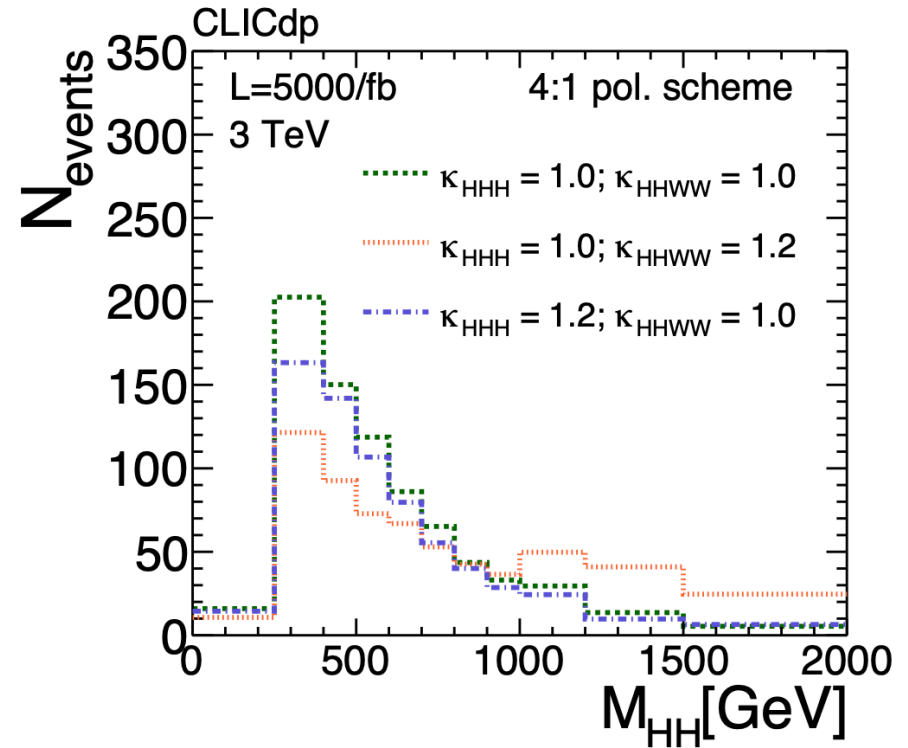 CLICdp
L=5000/fb 4:1 pol. scheme
3 TeV
κHHH = 1.0; κHHWW = 1.0
κHHH = 1.0; κHHWW = 1.2
κHHH = 1.2; κHHWW = 1.0
Nevents
350
300
250
200
150
100
50
0
0 500 1000 1500 2000
MHH[GeV]